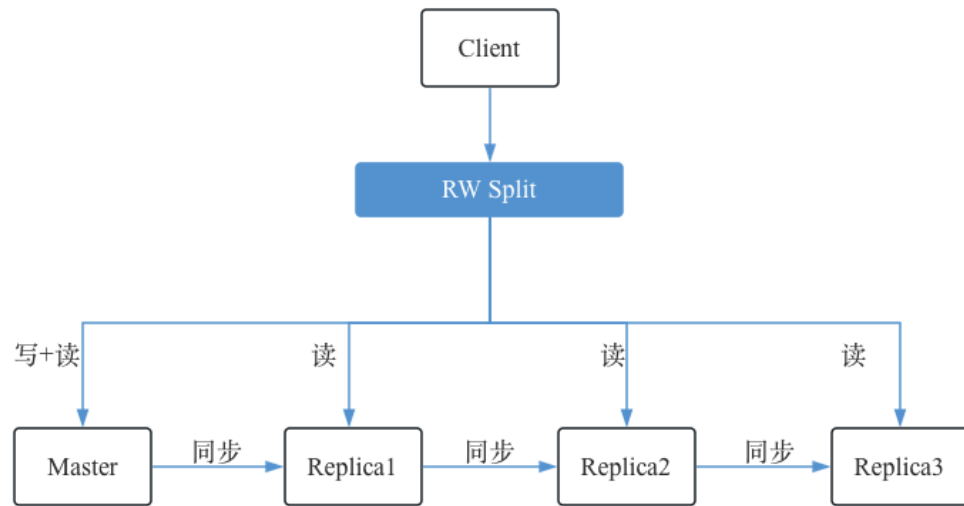 Client
RW Split
写+读
读
读
读
Master
同步
Replica1
同步
Replica2
同步
Replica3